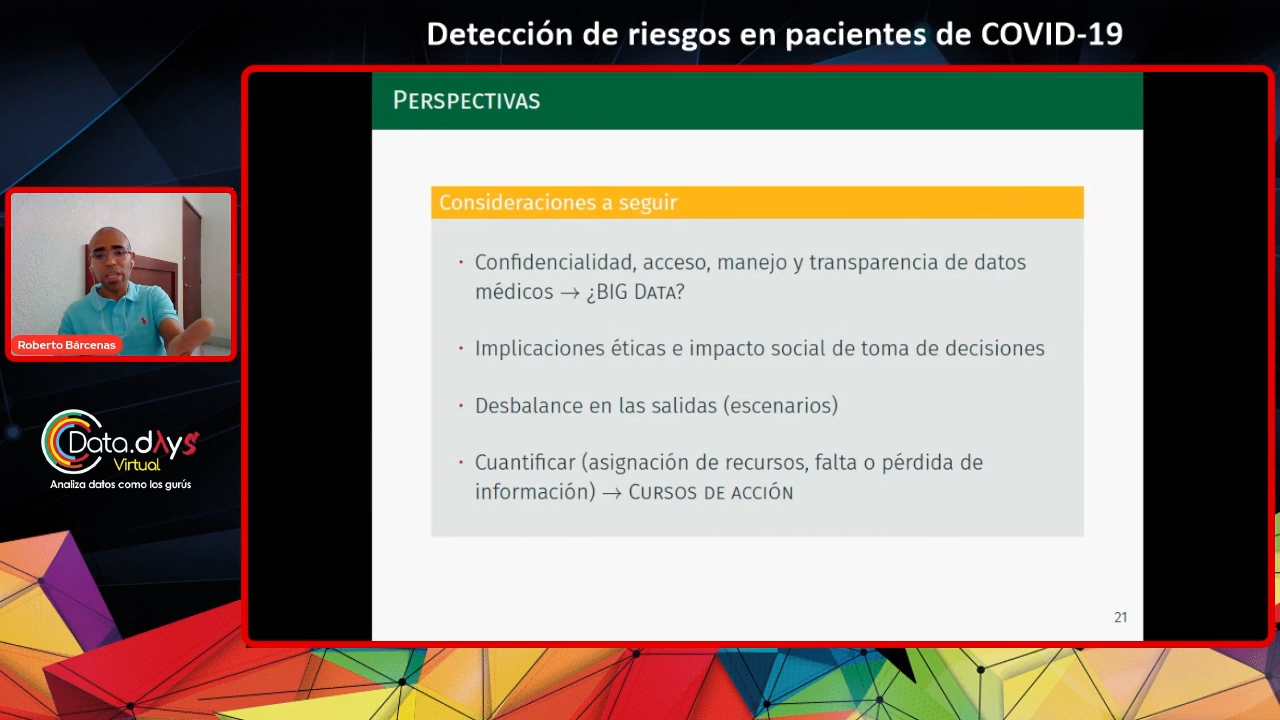 Detección de riesgos en pacientes de COVID-19
PERSPECTIVAS
Consideraciones a seguir
· Confidencialidad, acceso, manejo y transparencia de datos
médicos → ¿BIG DATA?
· Implicaciones éticas e impacto social de toma de decisiones
· Desbalance en las salidas (escenarios)
· Cuantificar (asignación de recursos, falta o pérdida de
información) → CURSOS DE ACCIÓN
21
Roberto Bárcenas
Data.dAyS
Virtual
Analiza datos como los gurús